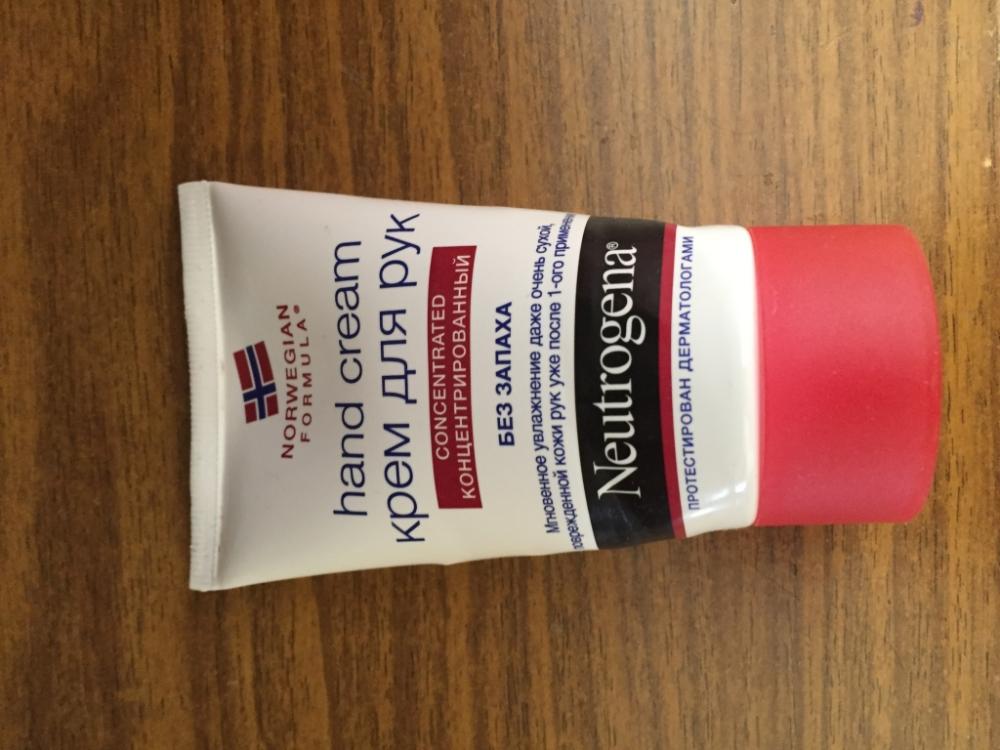 NORWEGIAN
FORMULA®
hand cream
крем для рук
CONCENTRATED
КОНЦЕНТРИРОВАННЫЙ
БЕЗ ЗАПАХА
Мгновенное увлажнение даже очень сухой,
кожи рук уже после 1-ого
Neutrogena®
ПРОТЕСТИРОВАН ДЕРМАТОЛОГАМИ